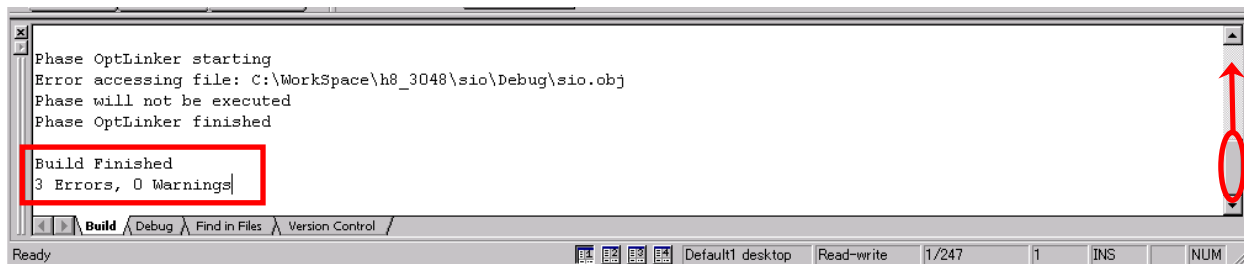 Phase OptLinker starting
Error accessing file: C:\WorkSpace\h8_3048\sio\Debug\sio.obj
Phase will not be executed
Phase OptLinker finished
Build Finished
3 Errors, 0 Warnings
Build Debug Find in Files Version Control
Ready Default1 desktop Read-write 1/247 1 INS NUM